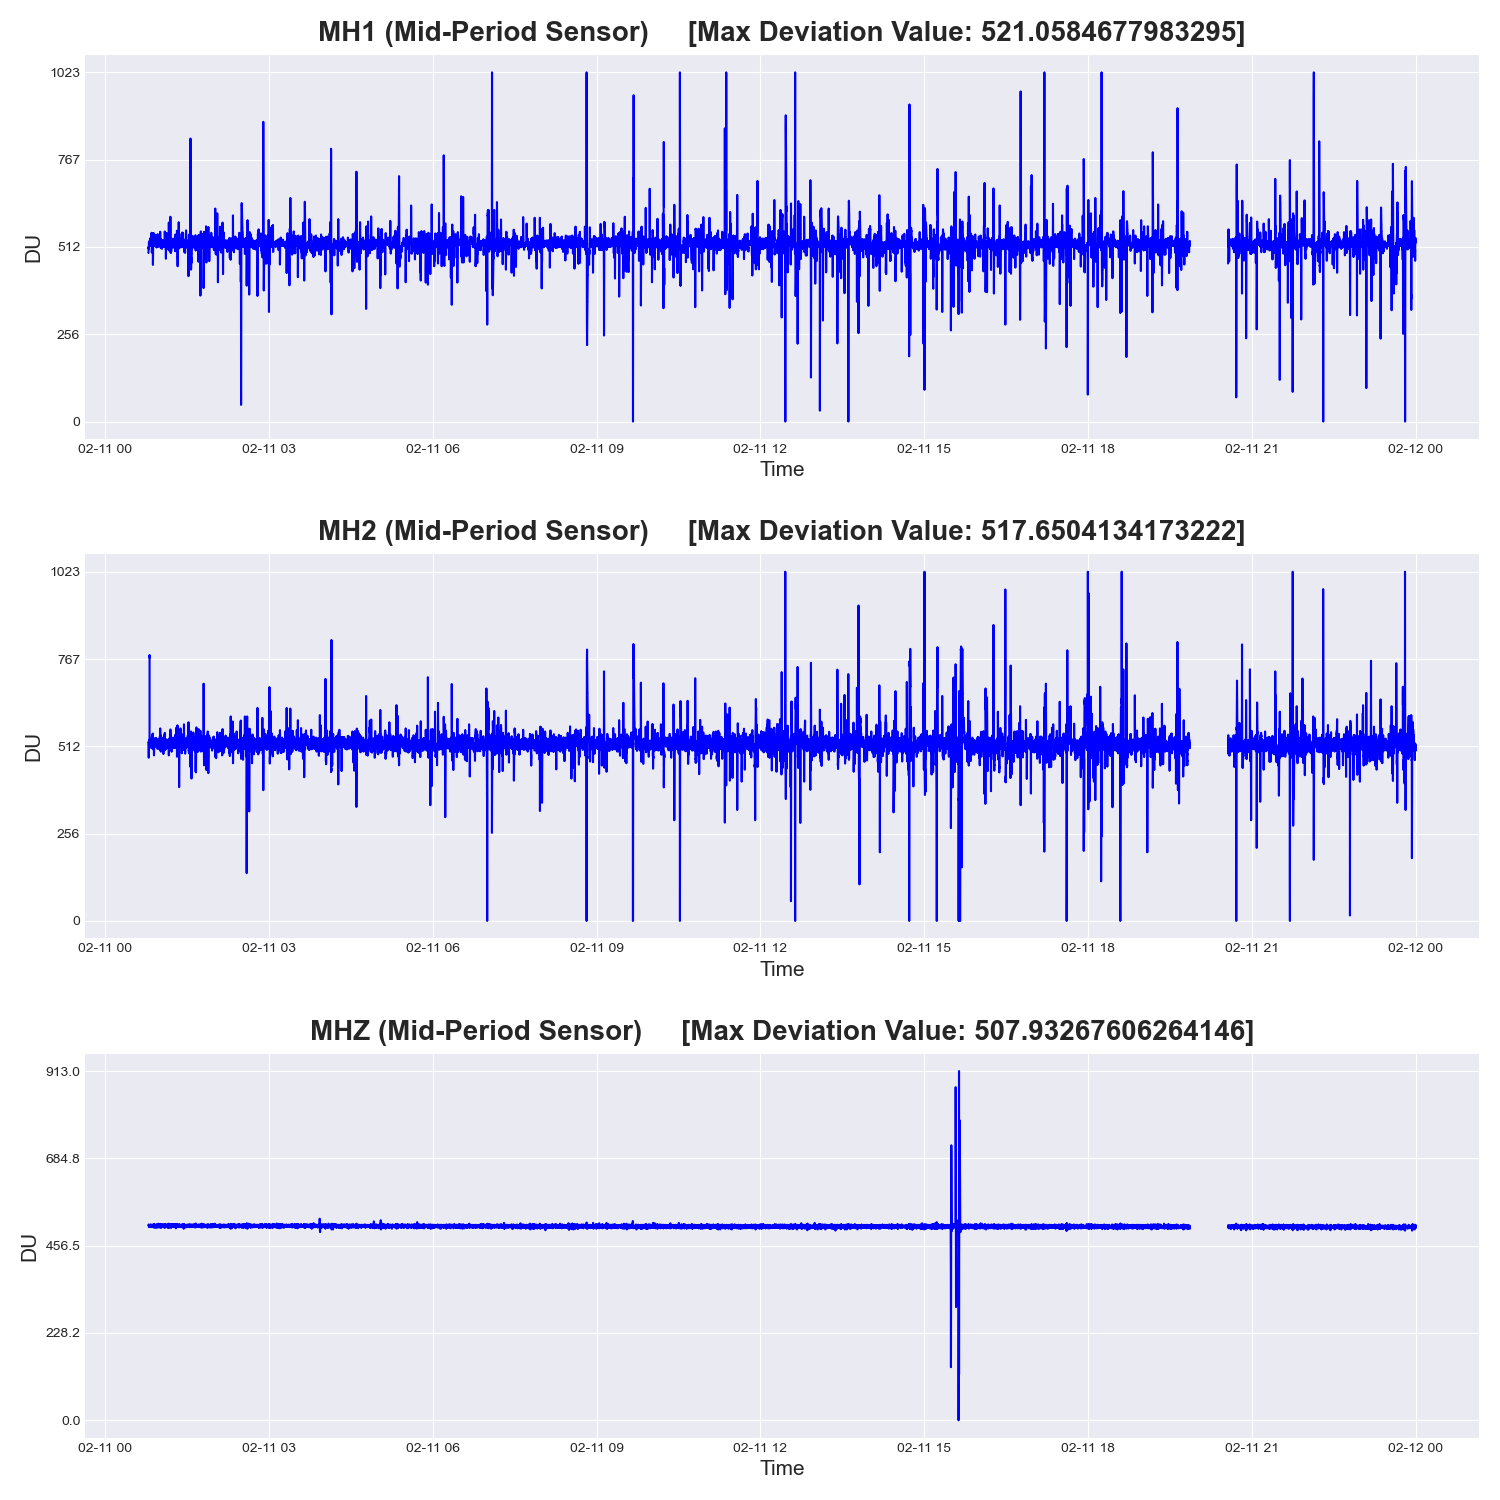 MH1 (Mid-Period Sensor) [Max Deviation Value: 521.0584677983295]
1023
767
512
256
0
DU
02-11 00 02-11 03 02-11 06 02-11 09 02-11 12 02-11 15 02-11 18 02-11 21 02-12 00
Time
MH2 (Mid-Period Sensor) [Max Deviation Value: 517.6504134173222]
1023
767
512
256
0
DU
02-11 00 02-11 03 02-11 06 02-11 09 02-11 12 02-11 15 02-11 18 02-11 21 02-12 00
Time
MHZ (Mid-Period Sensor) [Max Deviation Value: 507.93267606264146]
913.0
684.8
456.5
228.2
0.0
DU
02-11 00 02-11 03 02-11 06 02-11 09 02-11 12 02-11 15 02-11 18 02-11 21 02-12 00
Time